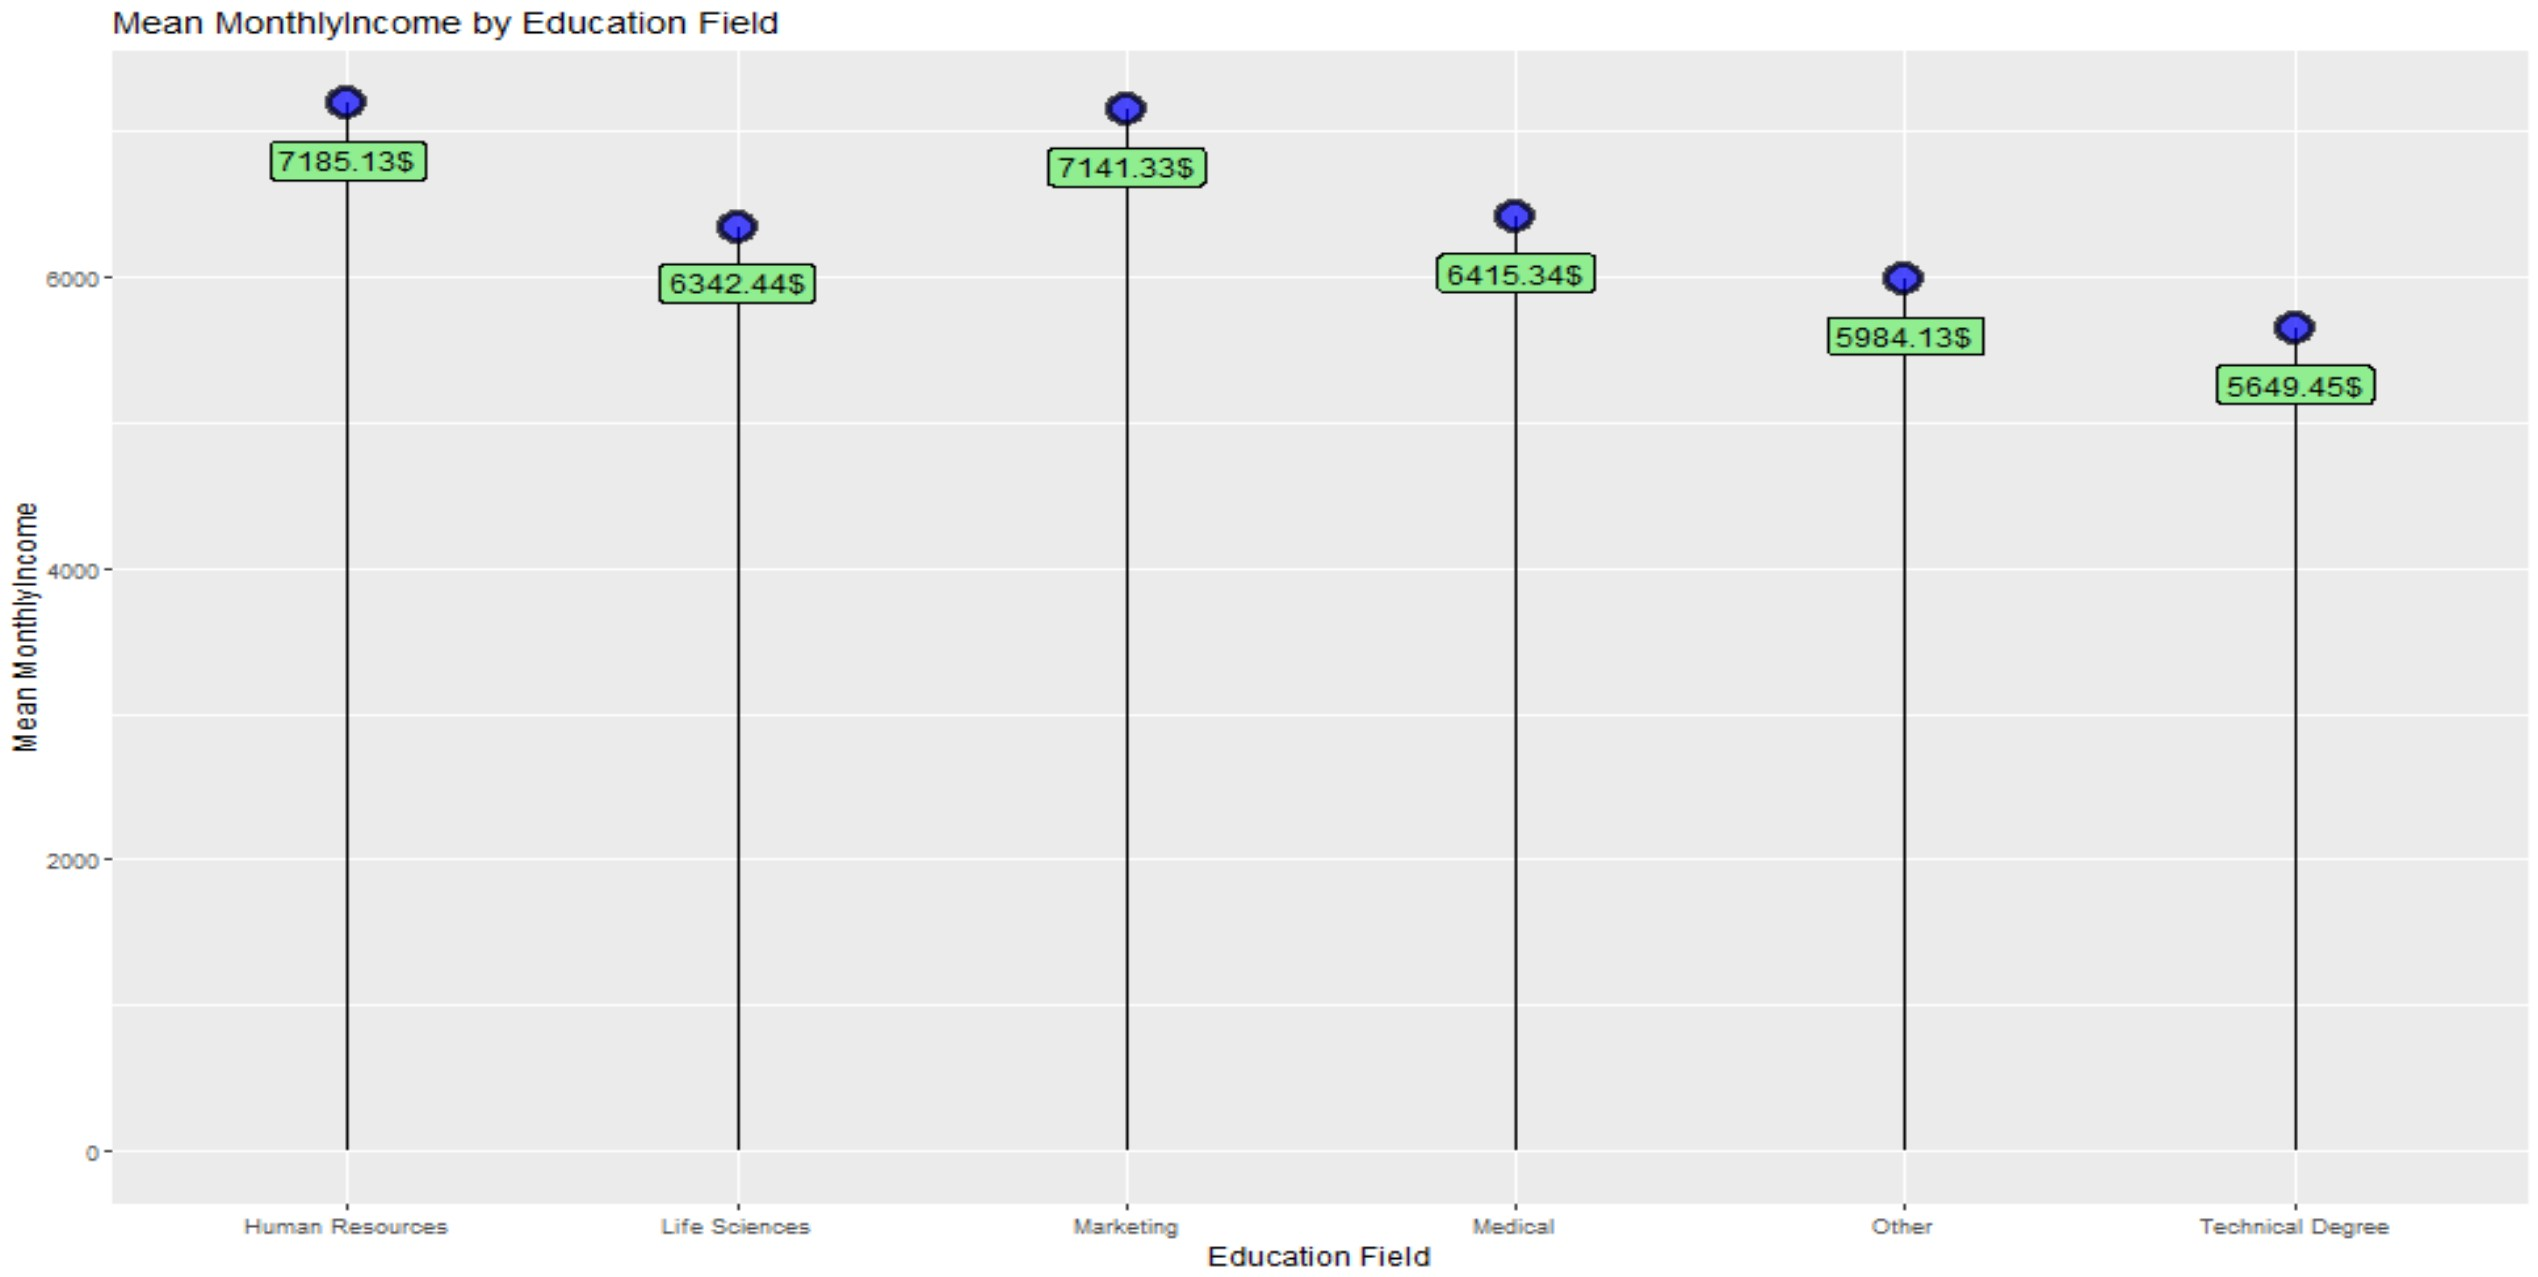 Mean MonthlyIncome by Education Field
7185.13$
7141.33$
6342.44$
6415.34$
5984.13$
5649.45$
6000
4000
2000
0
Mean MonthlyIncome
Human Resources
Life Sciences
Marketing
Medical
Other
Technical Degree
Education Field